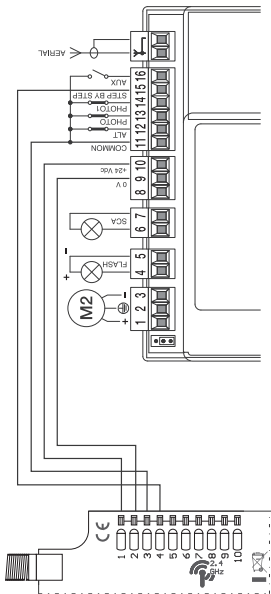 AERIAL
AUX
STEP BY STEP
PHOTO1
PHOTO
ALT
COMMON
16
15
14
13
12
11
+24 Vdc
0 V
10
9
8
SCA
7
6
FLASH
-
+
5
4
M2
-
+
3
2
1
CE
1
2
3
4
5
6
7
8
9
10
2.4
GHz